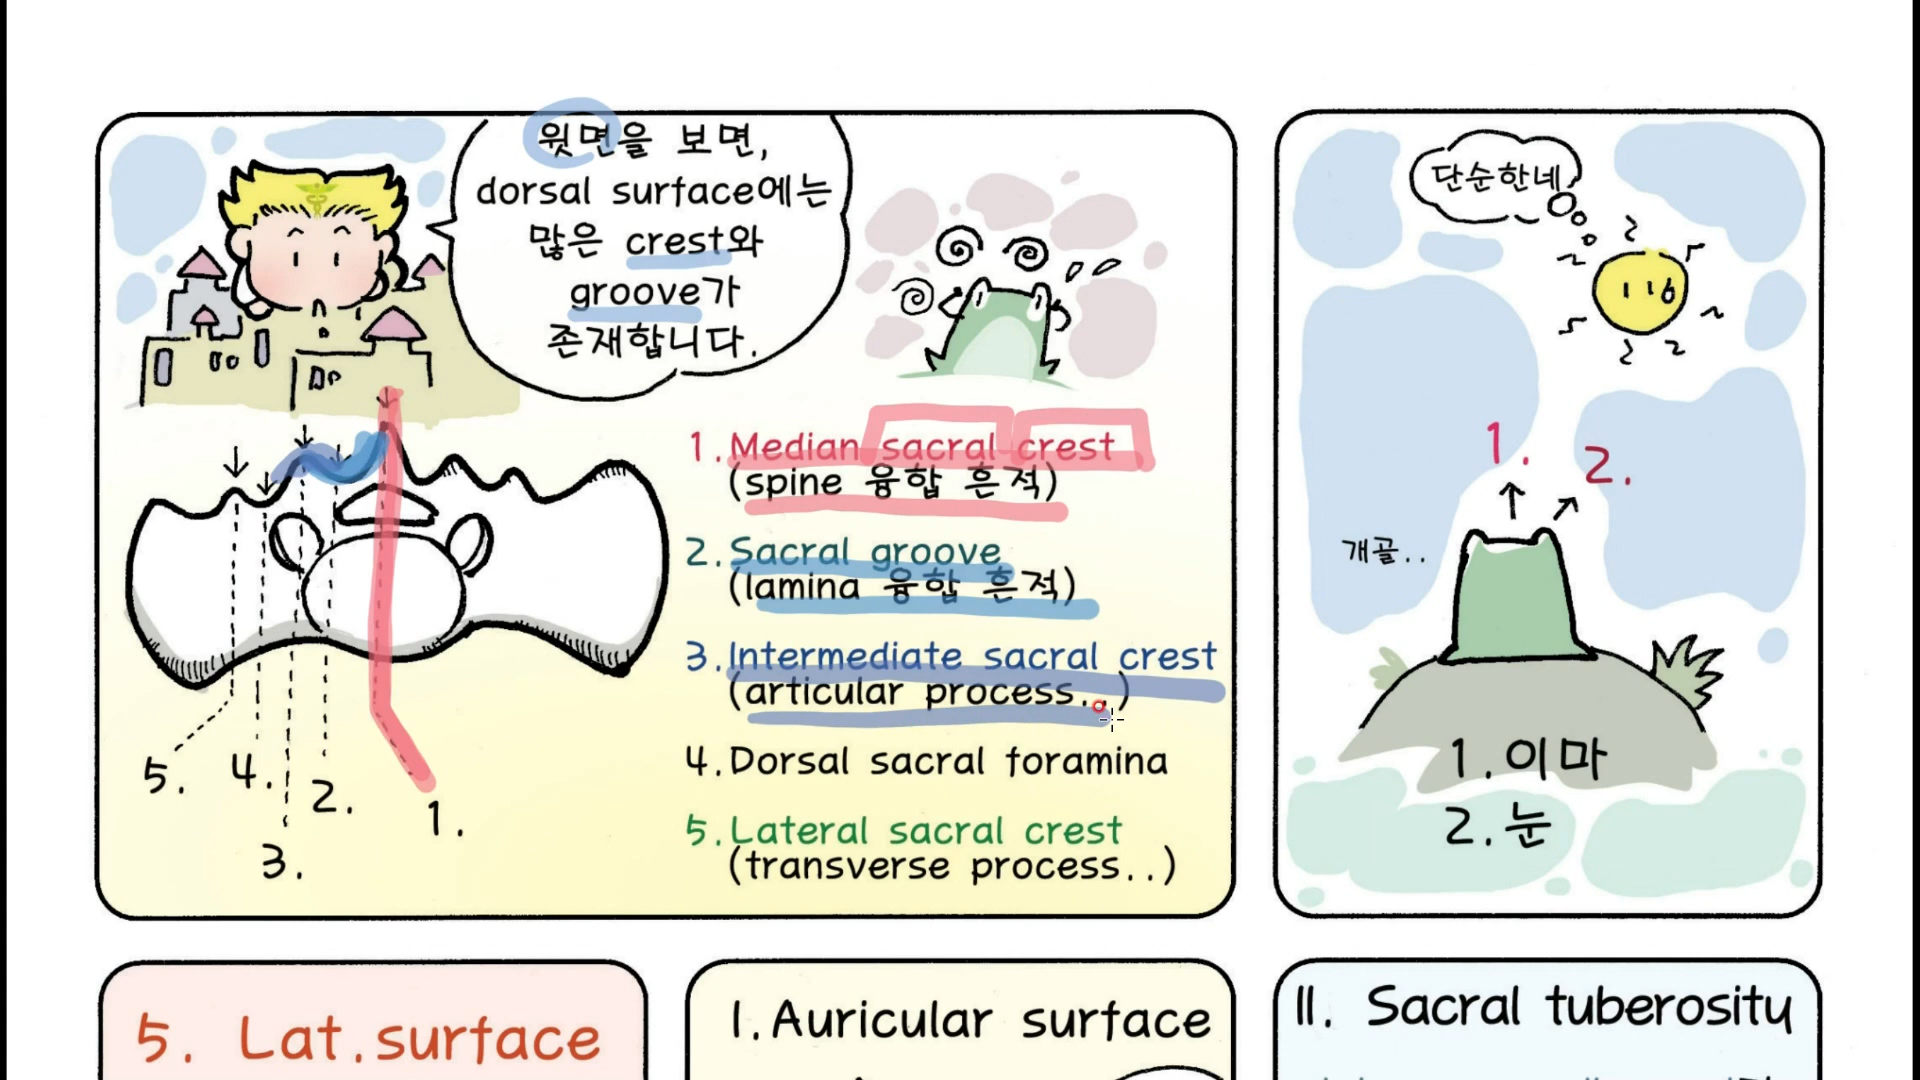 윗면을 보면,
dorsal surface에는
많은 crest와
groove가
존재합니다.
1. Median sacral crest
(spine 융합 흔적)
2. Sacral groove
(lamina 융합 흔적)
3. Intermediate sacral crest
(articular process..)
4. Dorsal sacral foramina
5. Lateral sacral crest
(transverse process..)
5.
4.
3.
2.
1.
단순한네
1.
2.
개골..
1. 이마
2. 눈
5. Lat. surface
I. Auricular surface
II. Sacral tuberosity